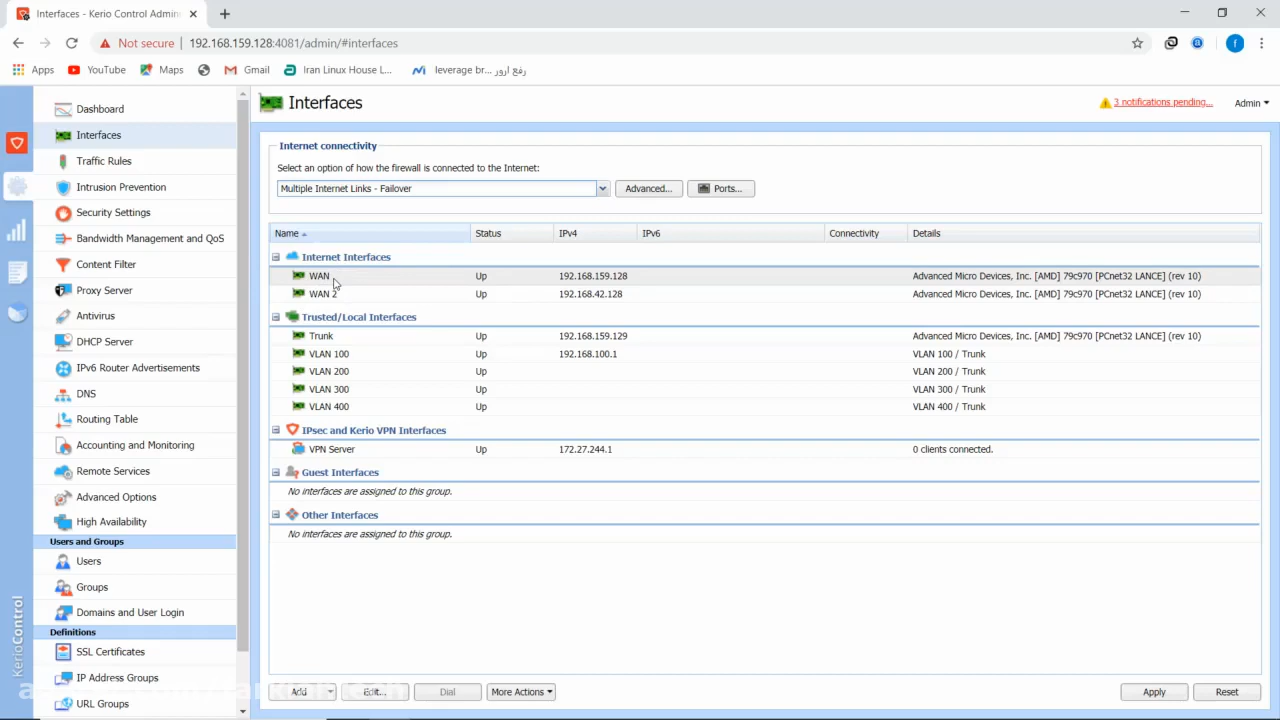 Interfaces - Kerio Control Admin
Not secure 192.168.159.128:4081/admin/#interfaces
Apps YouTube Maps Gmail Iran Linux House L... leverage br... رفع ارور
Dashboard
Interfaces
Traffic Rules
Intrusion Prevention
Security Settings
Bandwidth Management and QoS
Content Filter
Proxy Server
Antivirus
DHCP Server
IPv6 Router Advertisements
DNS
Routing Table
Accounting and Monitoring
Remote Services
Advanced Options
High Availability
Users and Groups
Users
Groups
Domains and User Login
Definitions
SSL Certificates
IP Address Groups
URL Groups
KerioControl
Interfaces
3 notifications pending... Admin
Internet connectivity
Select an option of how the firewall is connected to the Internet:
Multiple Internet Links - Failover Advanced... Ports...
Name Status IPv4 IPv6 Connectivity Details
Internet Interfaces
WAN Up 192.168.159.128 Advanced Micro Devices, Inc. [AMD] 79c970 [PCnet32 LANCE] (rev 10)
WAN 2 Up 192.168.42.128 Advanced Micro Devices, Inc. [AMD] 79c970 [PCnet32 LANCE] (rev 10)
Trusted/Local Interfaces
Trunk Up 192.168.159.129 Advanced Micro Devices, Inc. [AMD] 79c970 [PCnet32 LANCE] (rev 10)
VLAN 100 Up 192.168.100.1 VLAN 100 / Trunk
VLAN 200 Up VLAN 200 / Trunk
VLAN 300 Up VLAN 300 / Trunk
VLAN 400 Up VLAN 400 / Trunk
IPsec and Kerio VPN Interfaces
VPN Server Up 172.27.244.1 0 clients connected.
Guest Interfaces
No interfaces are assigned to this group.
Other Interfaces
No interfaces are assigned to this group.
Add Edit... Dial More Actions Apply Reset